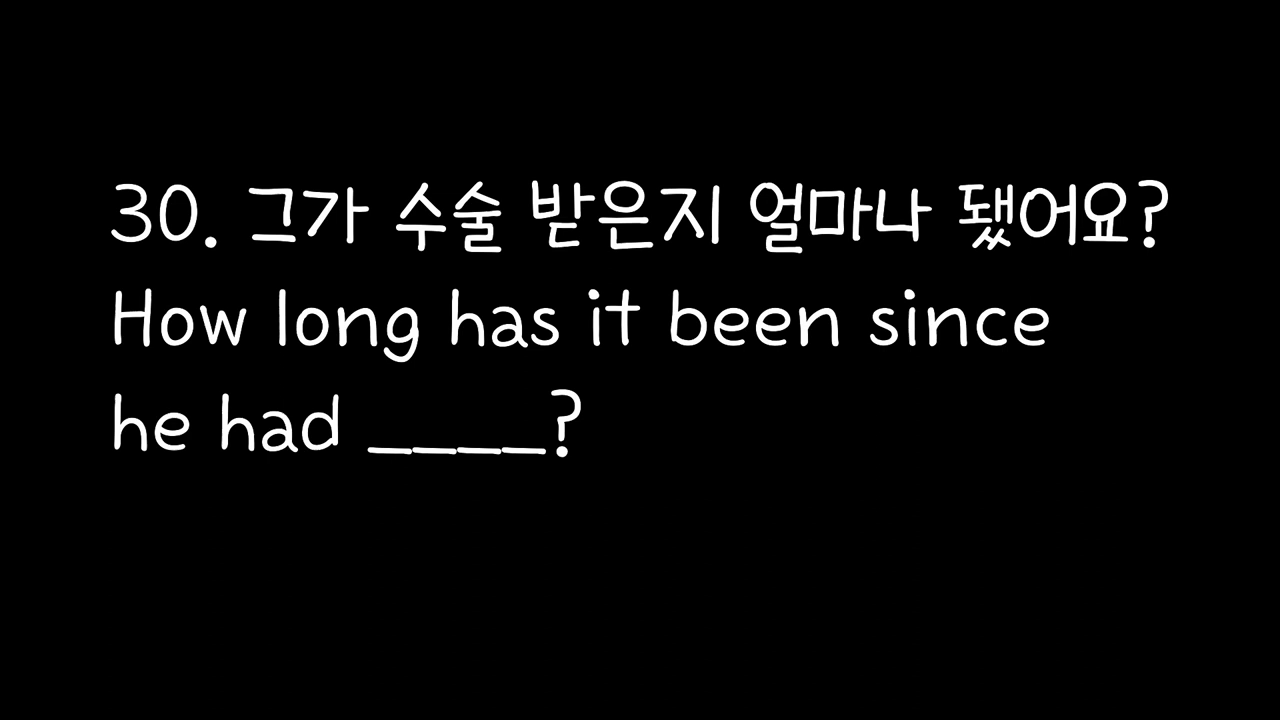 30. 그가 수술 받은지 얼마나 됐어요?
How long has it been since
he had ____?